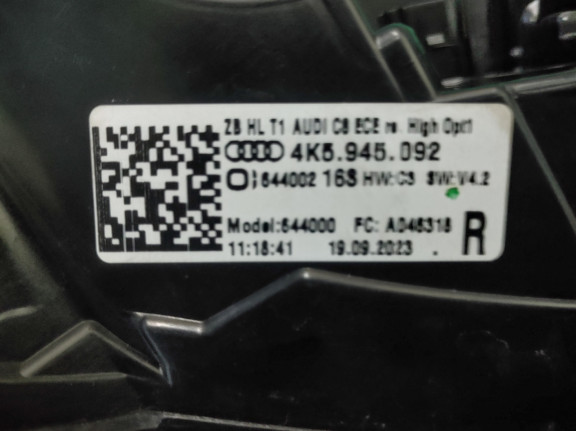 ZB HL T1 AUDI C8 ECE re. High Opt1
4K5.945.092
644002 168 HW:C3 SW:V4.2
Model:644000 FC: A046318
11:18:41 19.09.2023 . R